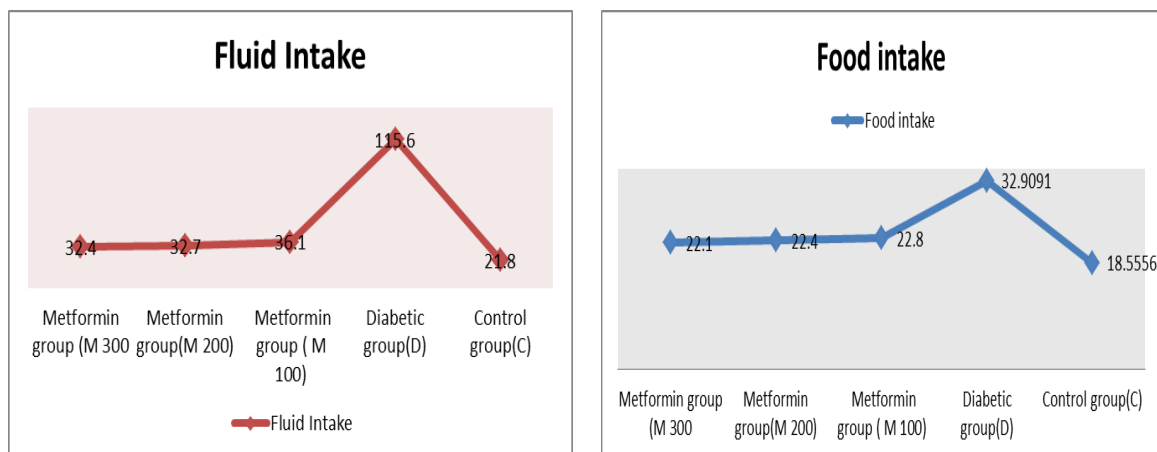 Fluid Intake
115.6
32.4
32.7
36.1
21.8
Metformin
group (M 300
Metformin
group(M 200)
Metformin
group ( M
100)
Diabetic
group(D)
Control
group(C)
Fluid Intake
Food intake
Food intake
32.9091
22.1
22.4
22.8
18.5556
Metformin group
(M 300
Metformin
group(M 200)
Metformin
group ( M 100)
Diabetic
group(D)
Control group(C)